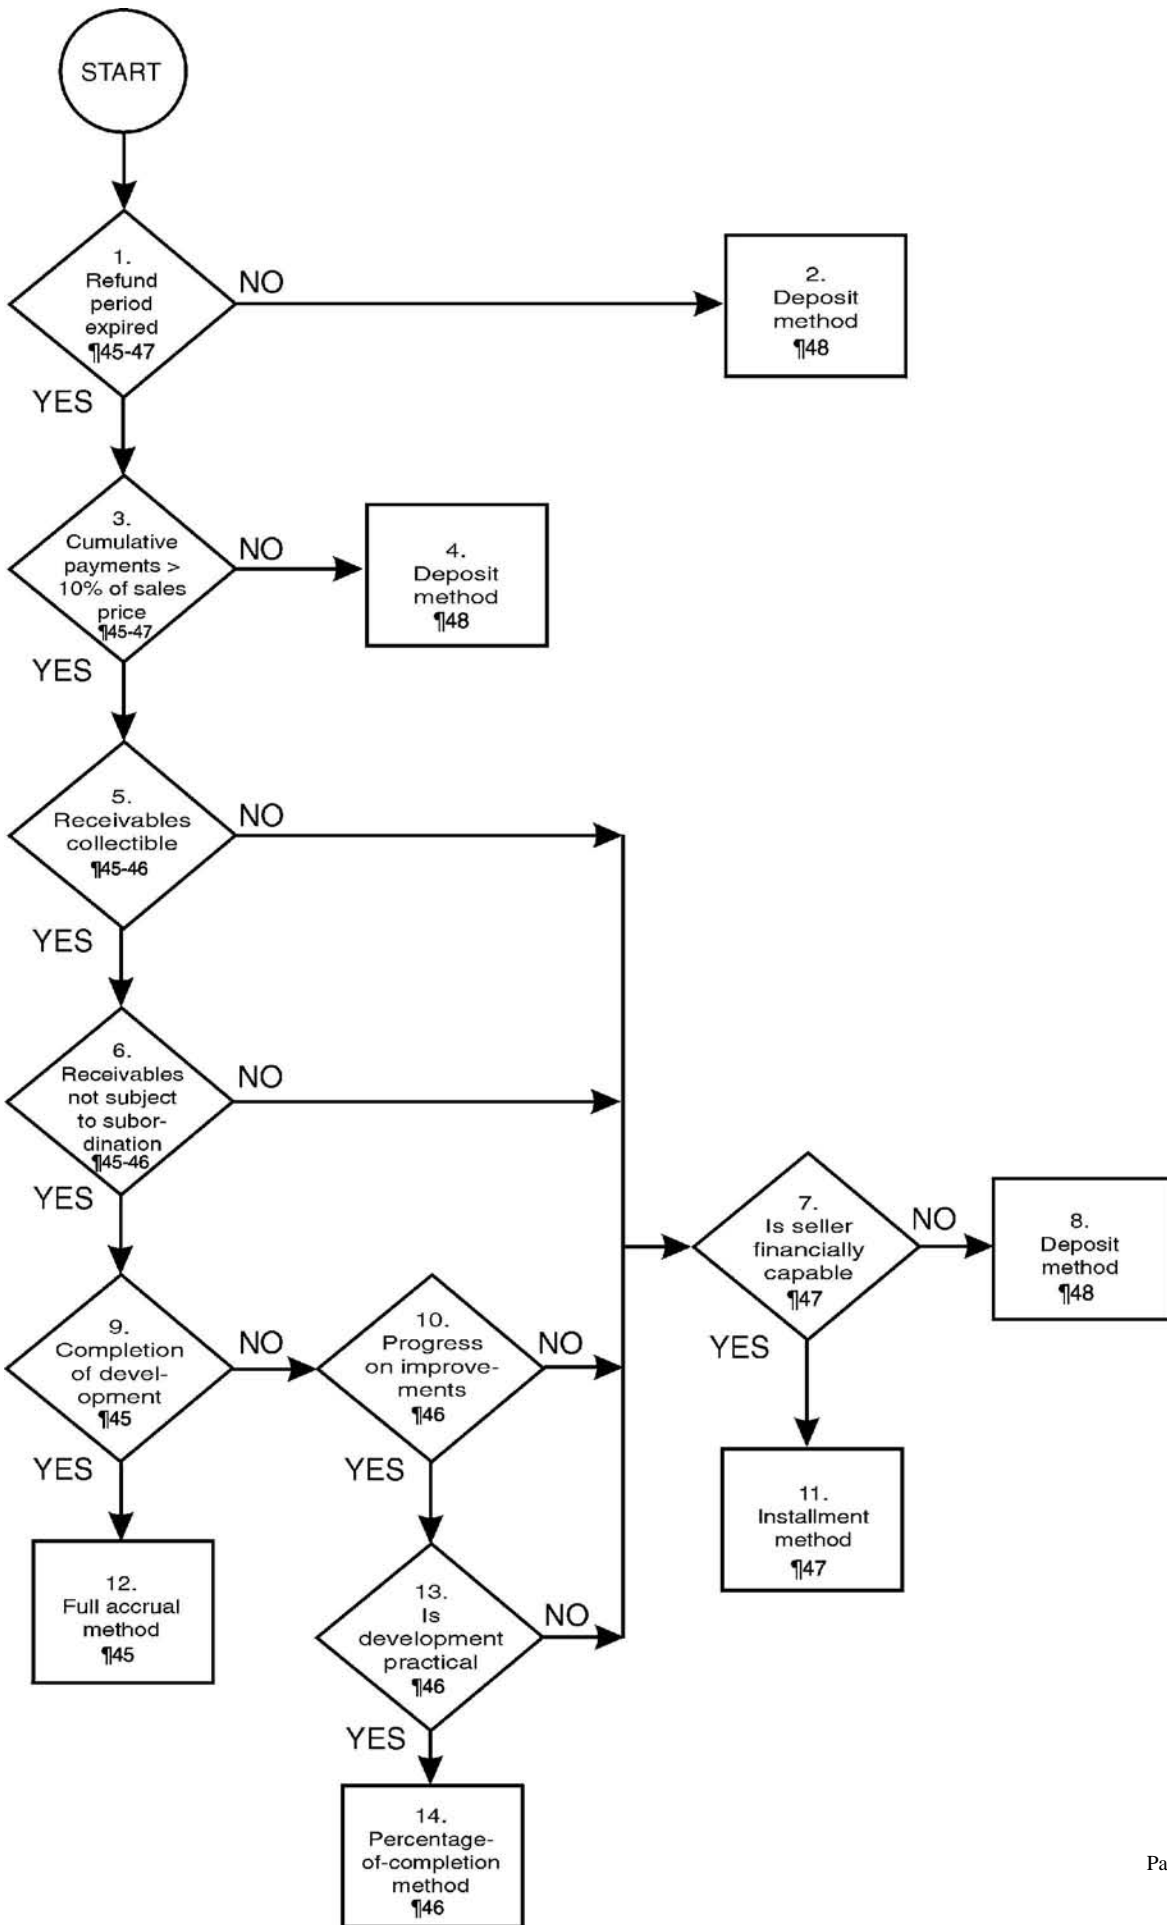 START
1.
Refund
period
expired
¶45-47
NO
2.
Deposit
method
¶48
YES
3.
Cumulative
payments >
10% of sales
price
¶45-47
NO
4.
Deposit
method
¶48
YES
5.
Receivables
collectible
¶45-46
NO
YES
6.
Receivables
not subject
to subor-
dination
¶45-46
NO
YES
7.
Is seller
financially
capable
¶47
NO
8.
Deposit
method
¶48
YES
9.
Completion
of devel-
opment
¶45
NO
10.
Progress
on improve-
ments
¶46
NO
11.
Installment
method
¶47
YES
12.
Full accrual
method
¶45
YES
13.
Is
development
practical
¶46
NO
YES
14.
Percentage-
of-completion
method
¶46
Pa